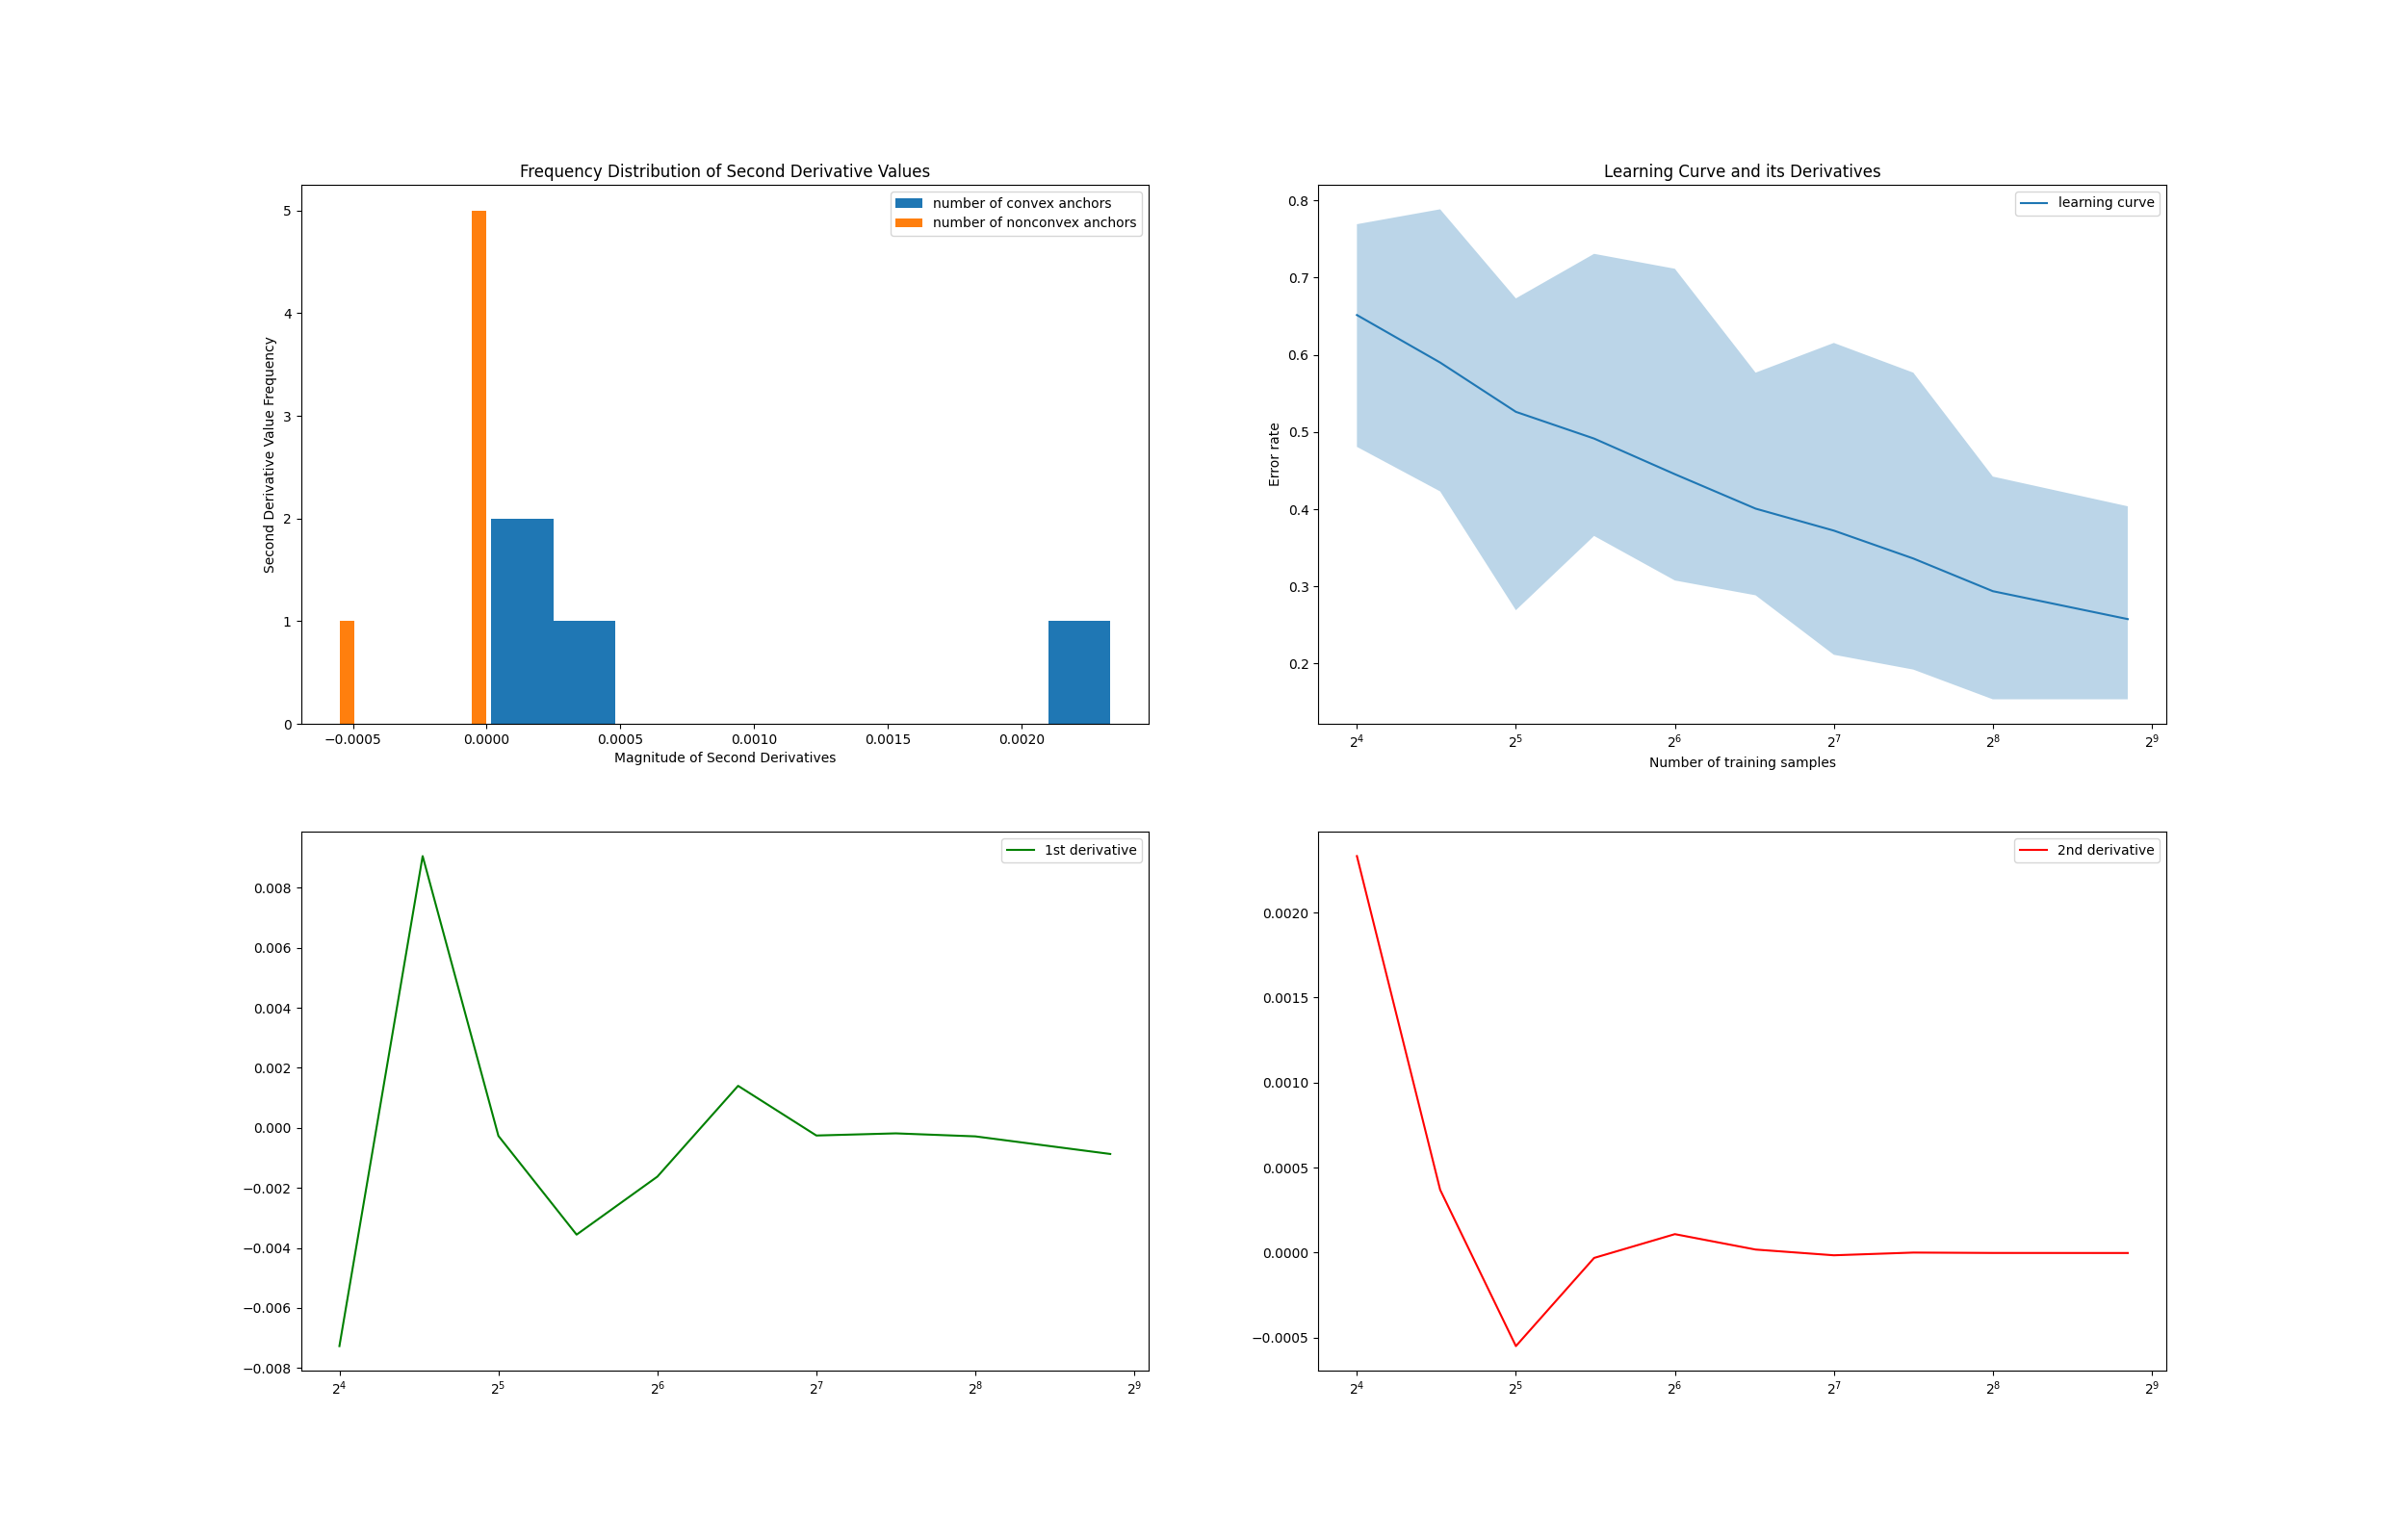 Frequency Distribution of Second Derivative Values
number of convex anchors
number of nonconvex anchors
5
4
3
2
1
0
Second Derivative Value Frequency
−0.0005 0.0000 0.0005 0.0010 0.0015 0.0020
Magnitude of Second Derivatives
Learning Curve and its Derivatives
learning curve
0.8
0.7
0.6
0.5
0.4
0.3
0.2
Error rate
2⁴ 2⁵ 2⁶ 2⁷ 2⁸ 2⁹
Number of training samples
1st derivative
0.008
0.006
0.004
0.002
0.000
−0.002
−0.004
−0.006
−0.008
2⁴ 2⁵ 2⁶ 2⁷ 2⁸ 2⁹
2nd derivative
0.0020
0.0015
0.0010
0.0005
0.0000
−0.0005
2⁴ 2⁵ 2⁶ 2⁷ 2⁸ 2⁹